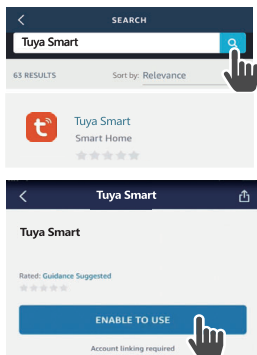 SEARCH
Tuya Smart
63 RESULTS Sort by: Relevance
Tuya Smart
Smart Home
Tuya Smart
Tuya Smart
Rated: Guidance Suggested
ENABLE TO USE
Account linking required